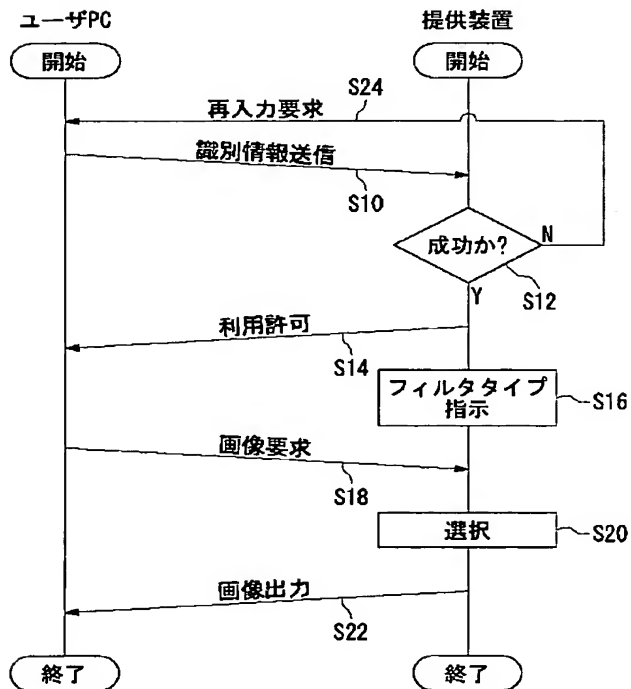 ユーザPC
提供装置
開始
開始
S24
再入力要求
識別情報送信
S10
成功か?
N
S12
Y
利用許可
S14
フィルタタイプ
指示
S16
画像要求
S18
選択
S20
画像出力
S22
終了
終了